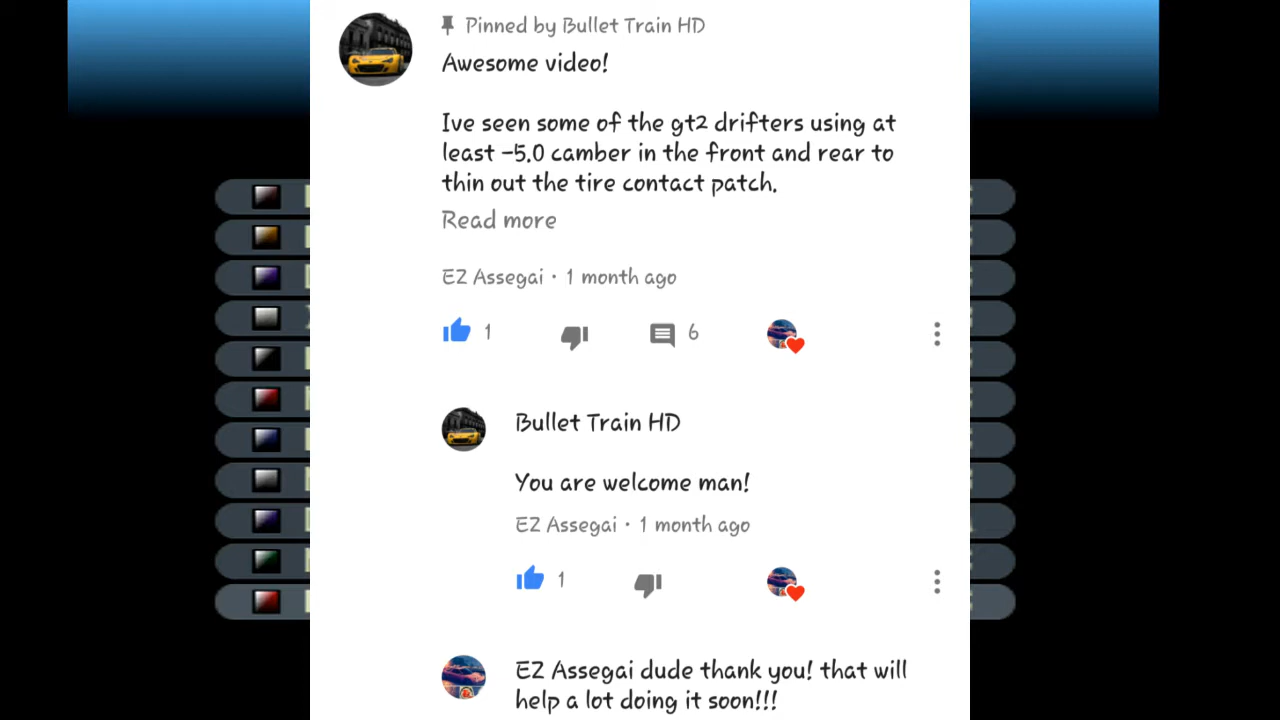 Pinned by Bullet Train HD
Awesome video!
Ive seen some of the gt2 drifters using at
least -5.0 camber in the front and rear to
thin out the tire contact patch.
Read more
EZ Assegai · 1 month ago
1
6
Bullet Train HD
You are welcome man!
EZ Assegai · 1 month ago
1
EZ Assegai dude thank you! that will
help a lot doing it soon!!!